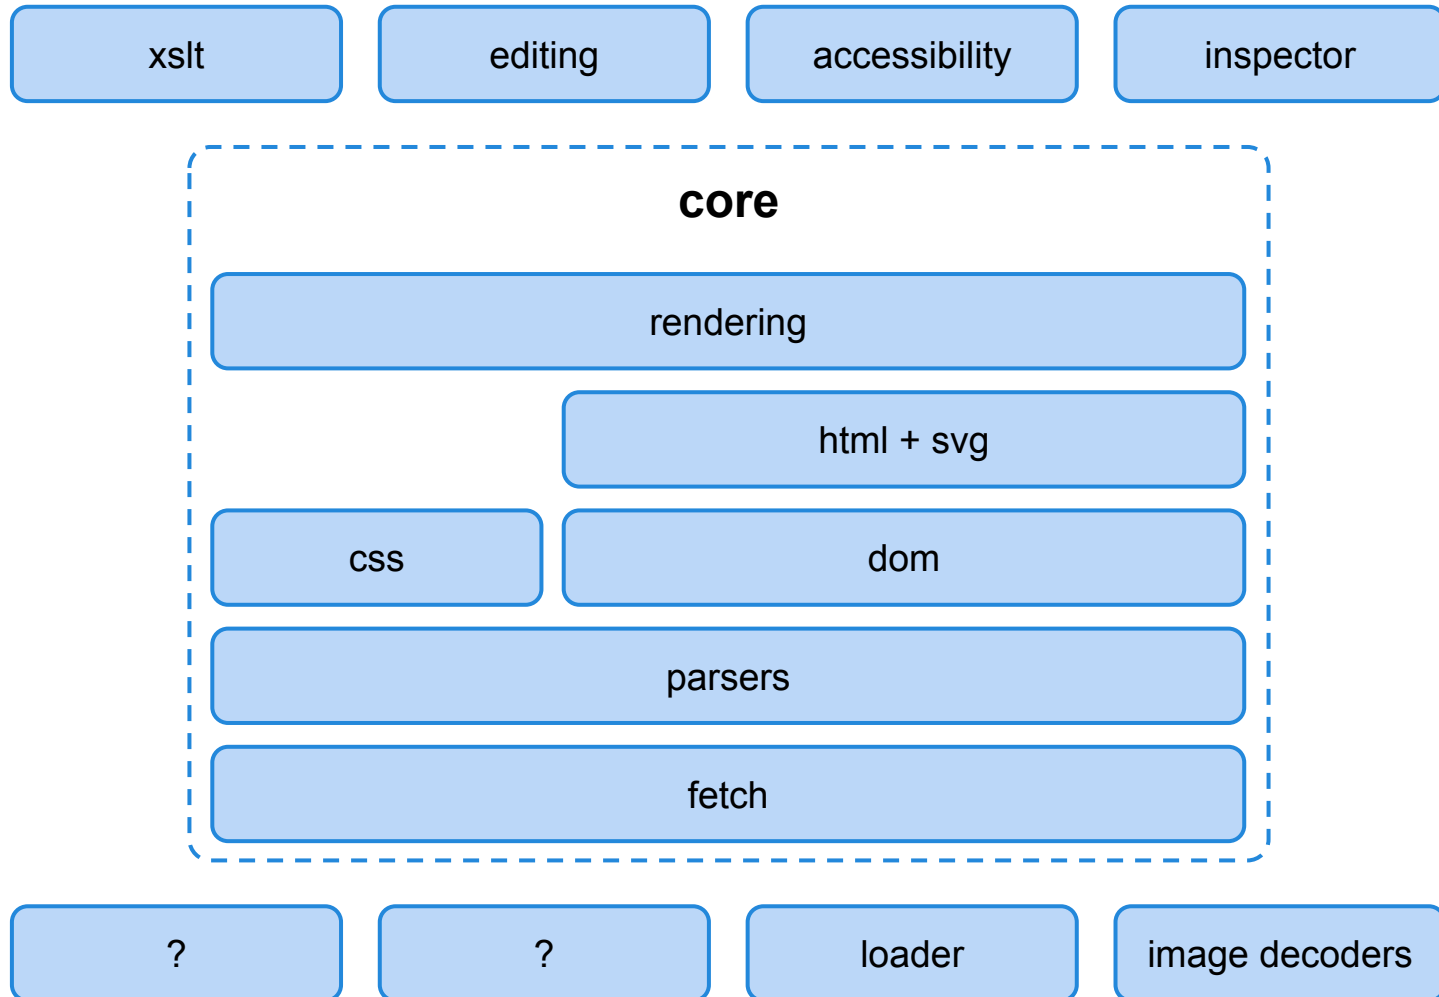 xslt
editing
accessibility
inspector
core
rendering
html + svg
css
dom
parsers
fetch
?
?
loader
image decoders